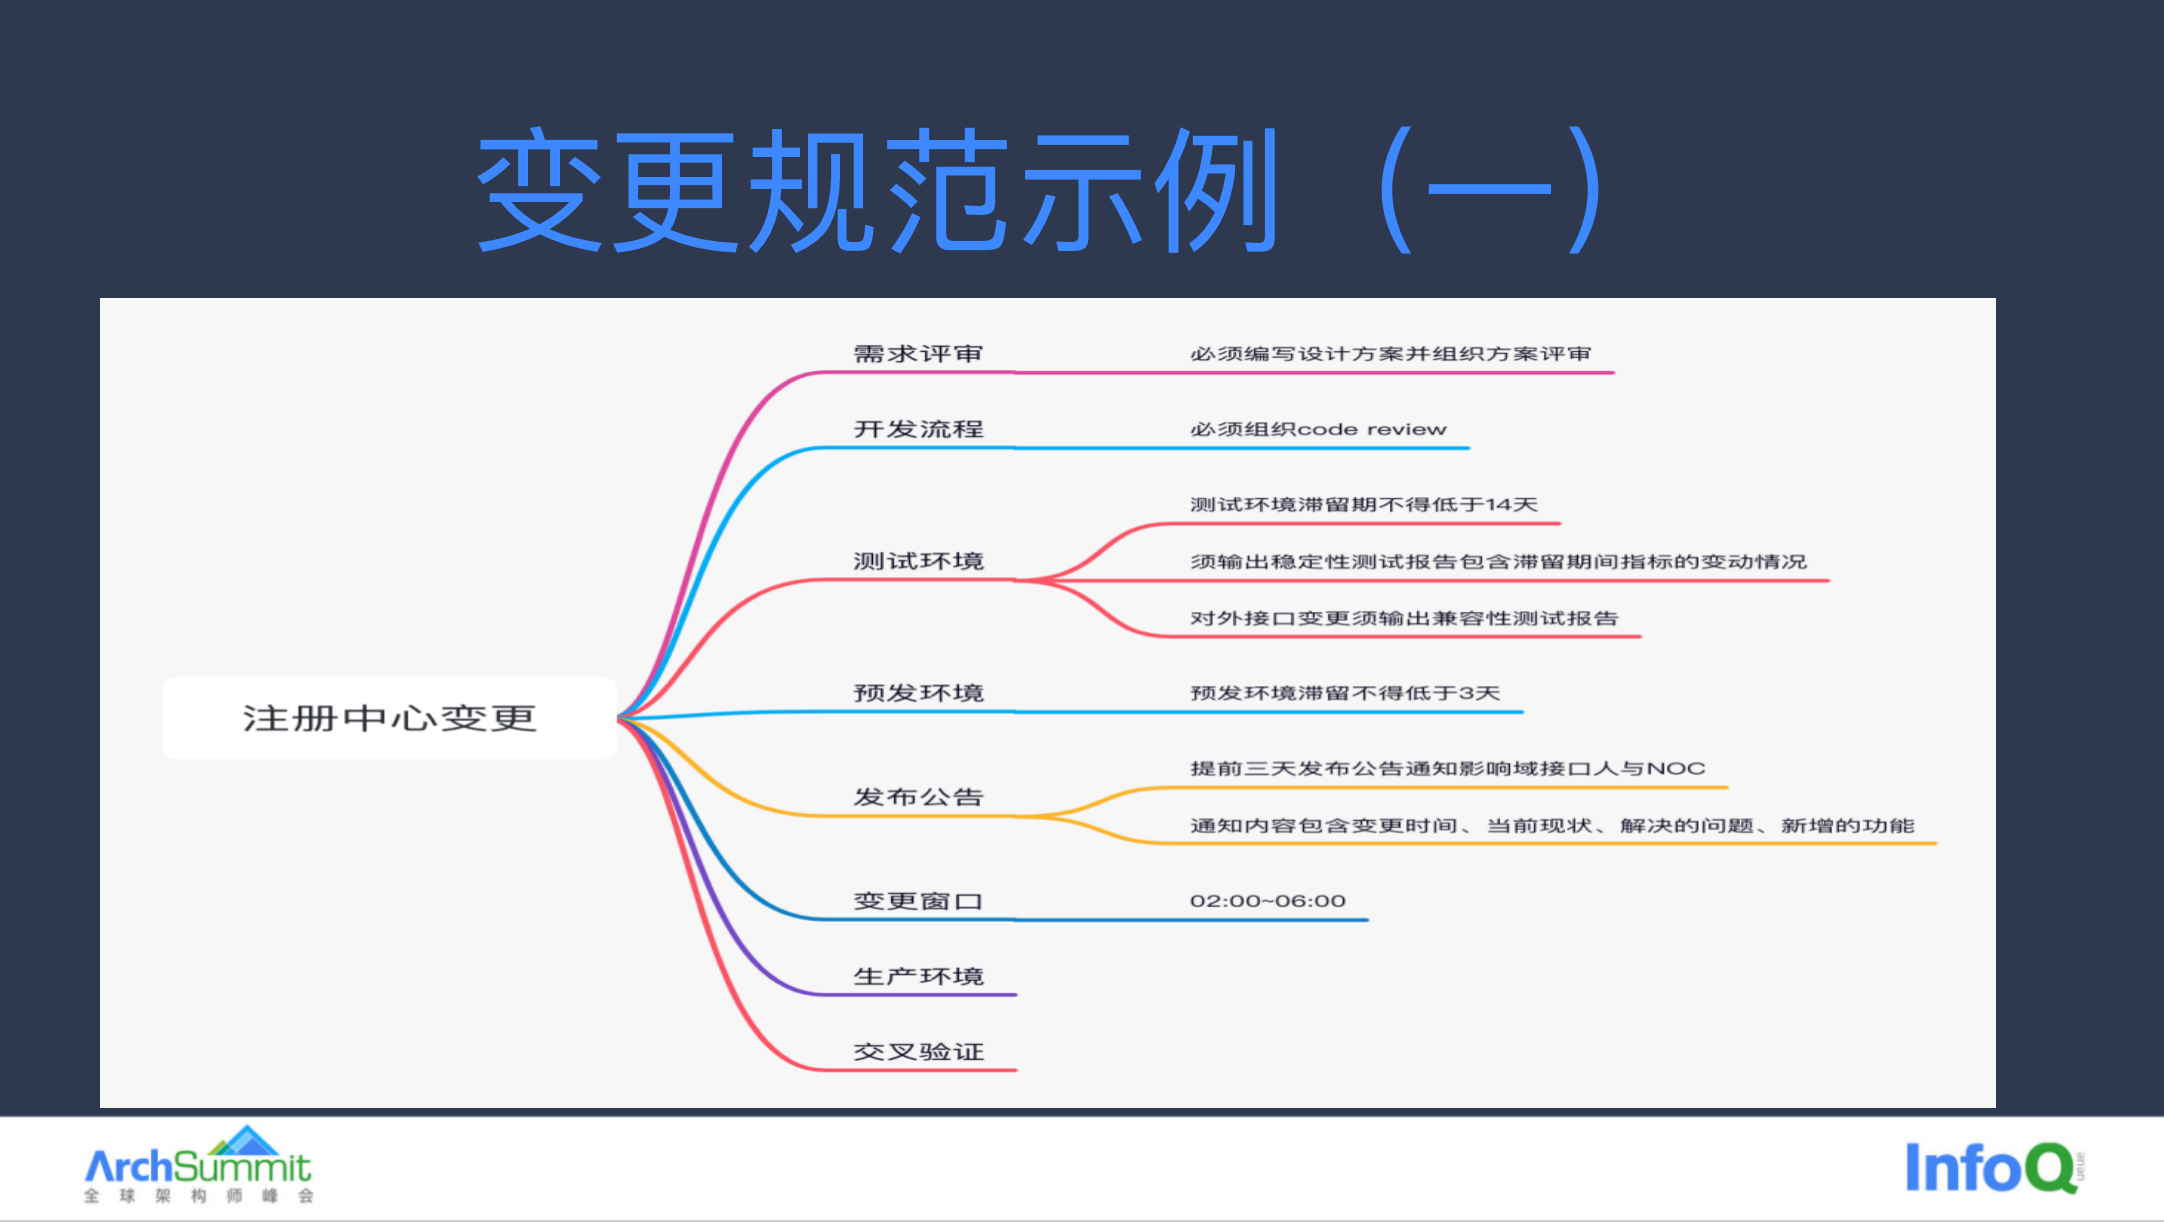 变更规范示例（一）
需求评审
必须编写设计方案并组织方案评审
开发流程
必须组织code review
测试环境
测试环境滞留期不得低于14天
须输出稳定性测试报告包含滞留期间指标的变动情况
对外接口变更须输出兼容性测试报告
注册中心变更
预发环境
预发环境滞留不得低于3天
发布公告
提前三天发布公告通知影响域接口人与NOC
通知内容包含变更时间、当前现状、解决的问题、新增的功能
变更窗口
02:00~06:00
生产环境
交叉验证
ArchSummit
全球架构师峰会
InfoQ
ueue